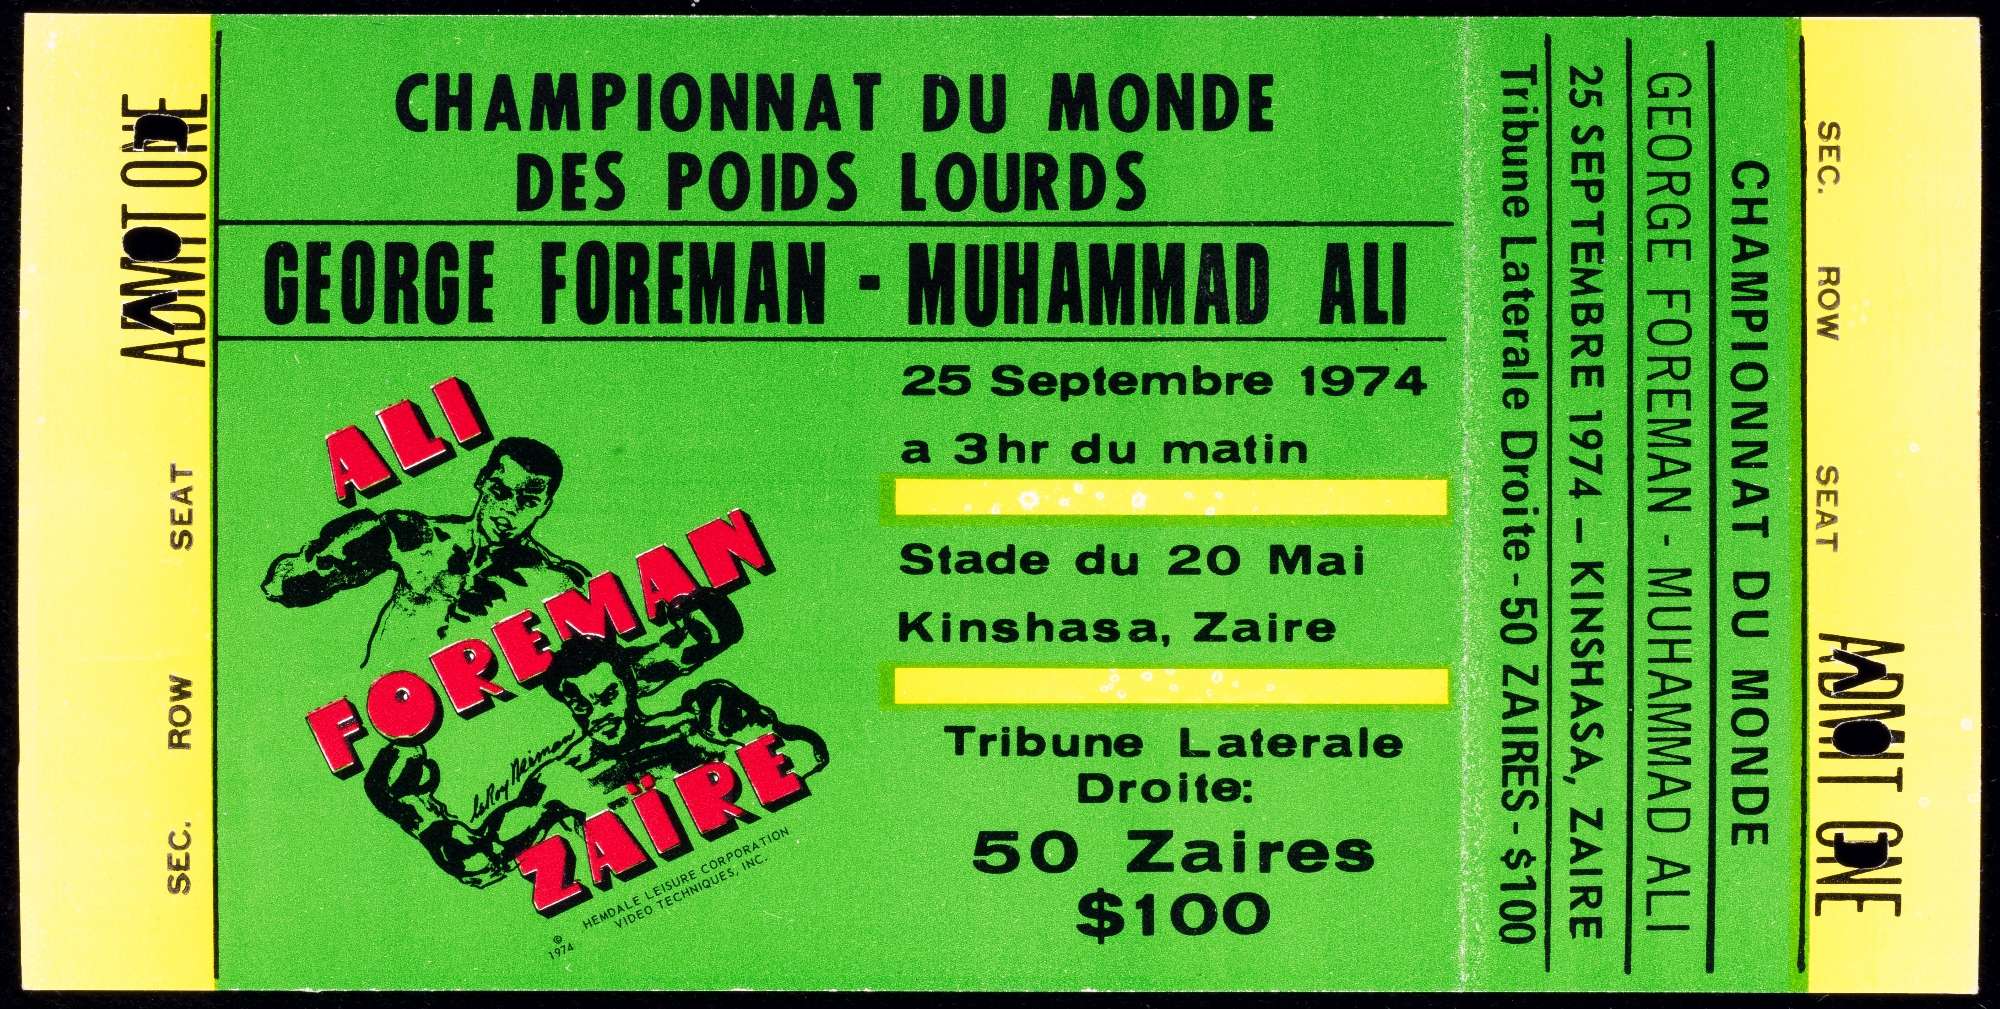 ADMIT ONE
SEC. ROW SEAT
CHAMPIONNAT DU MONDE
DES POIDS LOURDS
GEORGE FOREMAN - MUHAMMAD ALI
25 Septembre 1974
a 3hr du matin
Stade du 20 Mai
Kinshasa, Zaire
Tribune Laterale
Droite:
50 Zaires
$100
ALI
FOREMAN
ZAÏRE
LeRoy Neiman
HEMDALE LEISURE CORPORATION
VIDEO TECHNIQUES, INC.
©
1974
CHAMPIONNAT DU MONDE
GEORGE FOREMAN - MUHAMMAD ALI
25 SEPTEMBRE 1974 – KINSHASA, ZAIRE
Tribune Laterale Droite - 50 ZAIRES - $100
SEC. ROW SEAT
ADMIT ONE